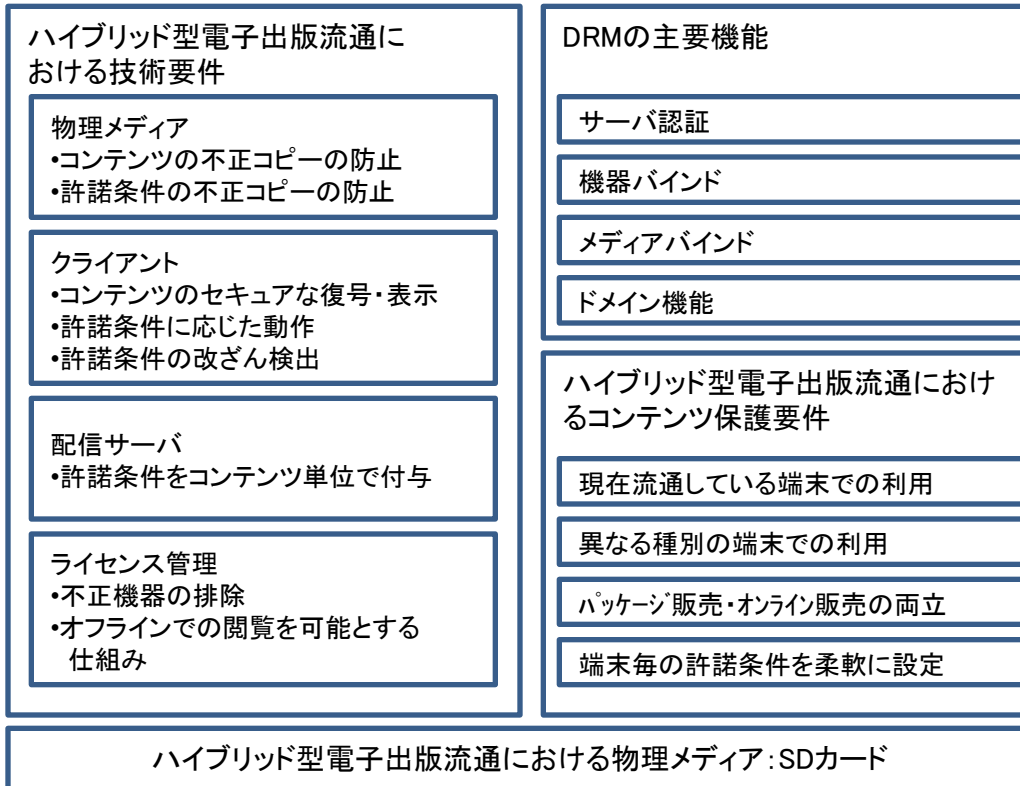 ハイブリッド型電子出版流通に
おける技術要件
物理メディア
•コンテンツの不正コピーの防止
•許諾条件の不正コピーの防止
クライアント
•コンテンツのセキュアな復号・表示
•許諾条件に応じた動作
•許諾条件の改ざん検出
配信サーバ
•許諾条件をコンテンツ単位で付与
ライセンス管理
•不正機器の排除
•オフラインでの閲覧を可能とする
仕組み
DRMの主要機能
サーバ認証
機器バインド
メディアバインド
ドメイン機能
ハイブリッド型電子出版流通におけ
るコンテンツ保護要件
現在流通している端末での利用
異なる種別の端末での利用
ﾊﾟｯｹｰｼﾞ販売・オンライン販売の両立
端末毎の許諾条件を柔軟に設定
ハイブリッド型電子出版流通における物理メディア：SDカード